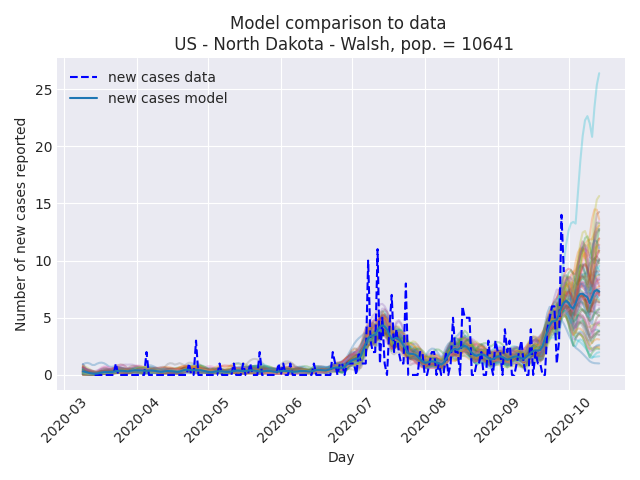 Model comparison to data
US - North Dakota - Walsh, pop. = 10641
new cases data
new cases model
Number of new cases reported
25
20
15
10
5
0
2020-03
2020-04
2020-05
2020-06
2020-07
2020-08
2020-09
2020-10
Day